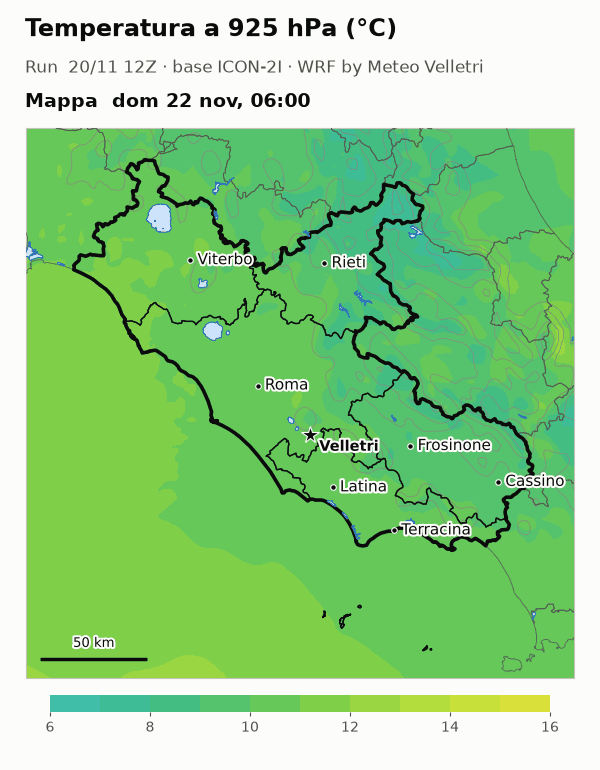 Temperatura a 925 hPa (°C)
Run  20/11 12Z · base ICON-2I · WRF by Meteo Velletri
Mappa  dom 22 nov, 06:00
Viterbo
Rieti
Roma
Velletri
Frosinone
Latina
Cassino
Terracina
50 km
6 8 10 12 14 16